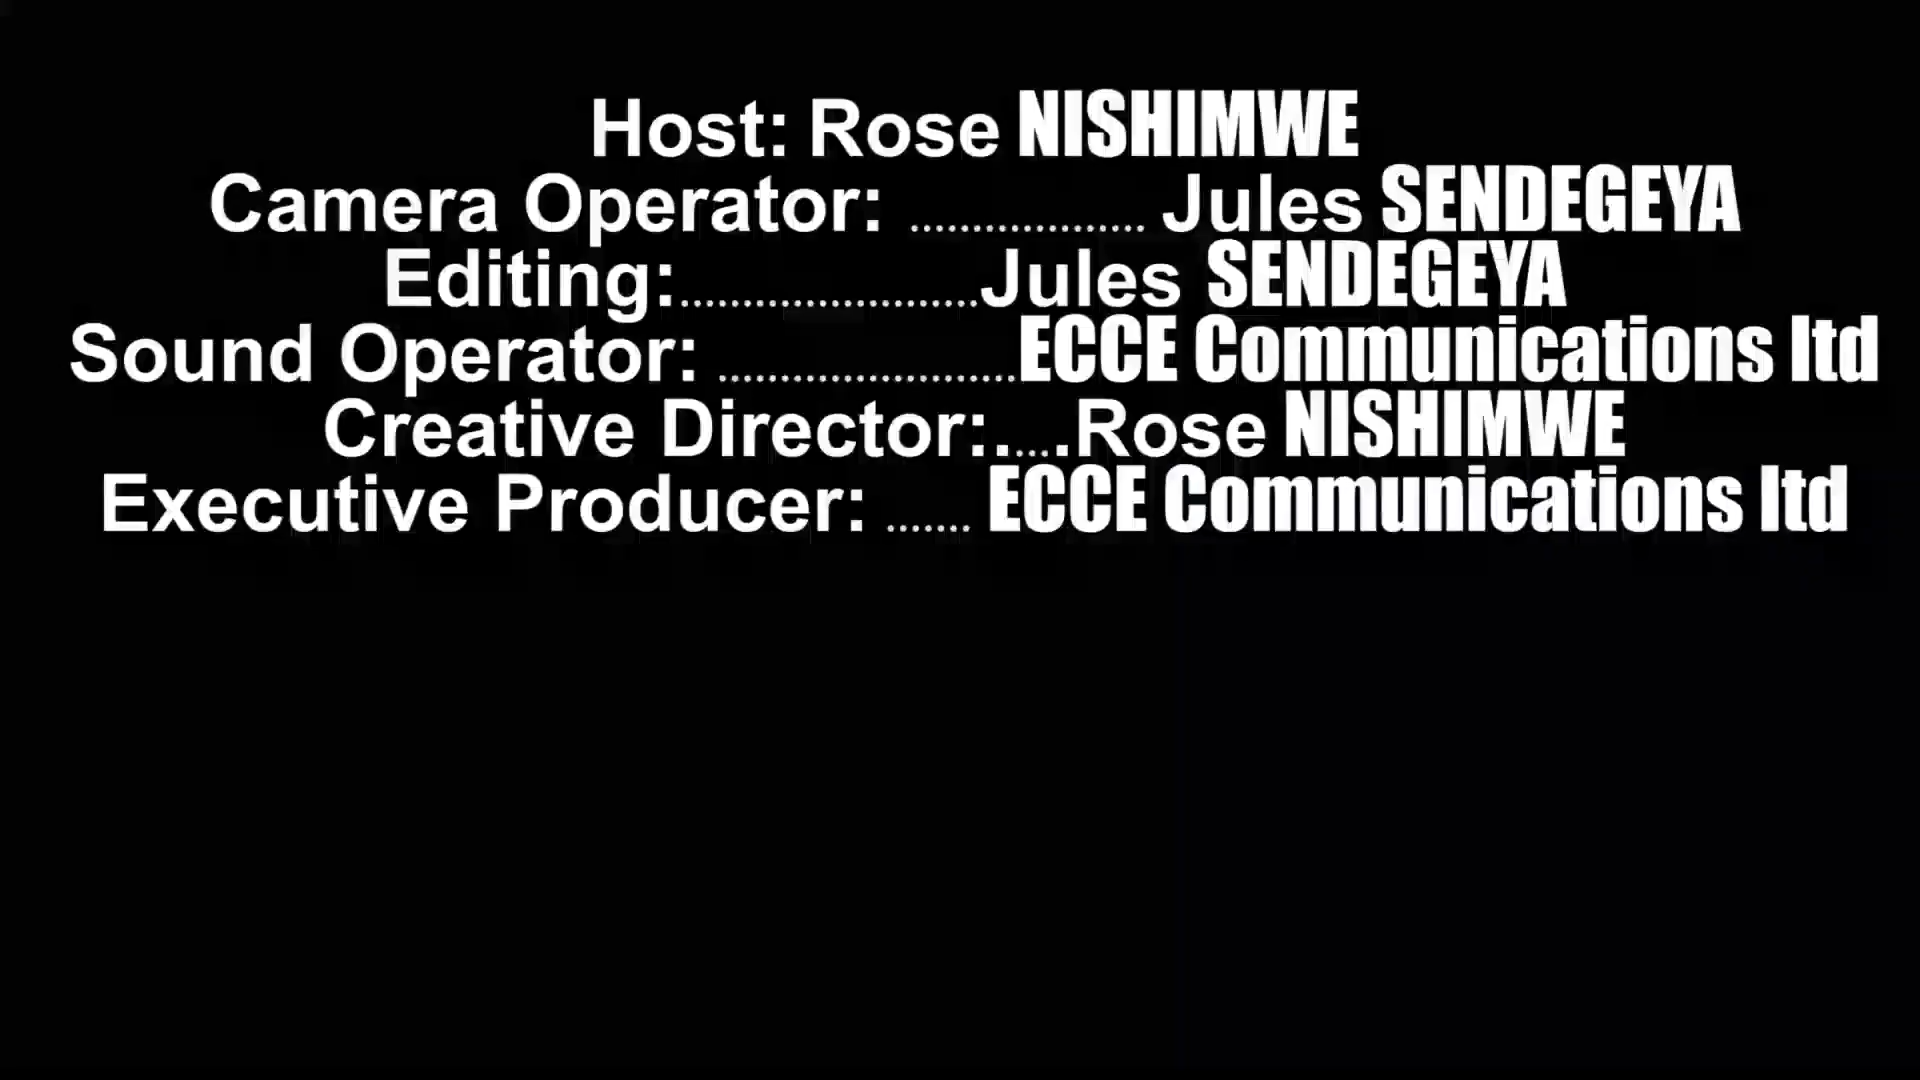 Host: Rose NISHIMWE
Camera Operator: ................... Jules SENDEGEYA
Editing:........................Jules SENDEGEYA
Sound Operator: ........................ECCE Communications ltd
Creative Director:.....Rose NISHIMWE
Executive Producer: ....... ECCE Communications ltd